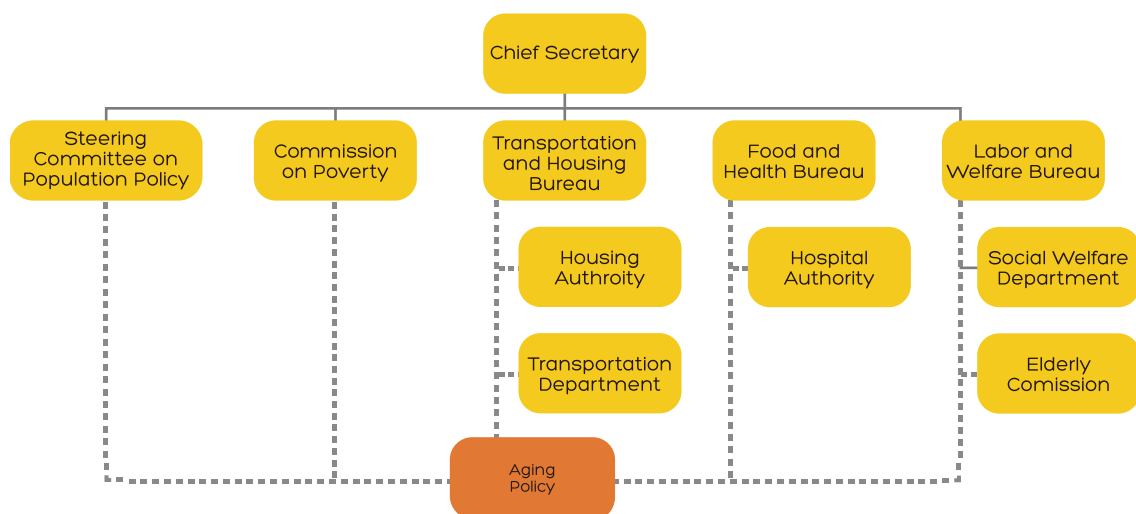 Chief Secretary
Steering
Committee on
Population Policy
Commission
on Poverty
Transportation
and Housing
Bureau
Food and
Health Bureau
Labor and
Welfare Bureau
Housing
Authroity
Hospital
Authority
Social Welfare
Department
Transportation
Department
Elderly
Comission
Aging
Policy